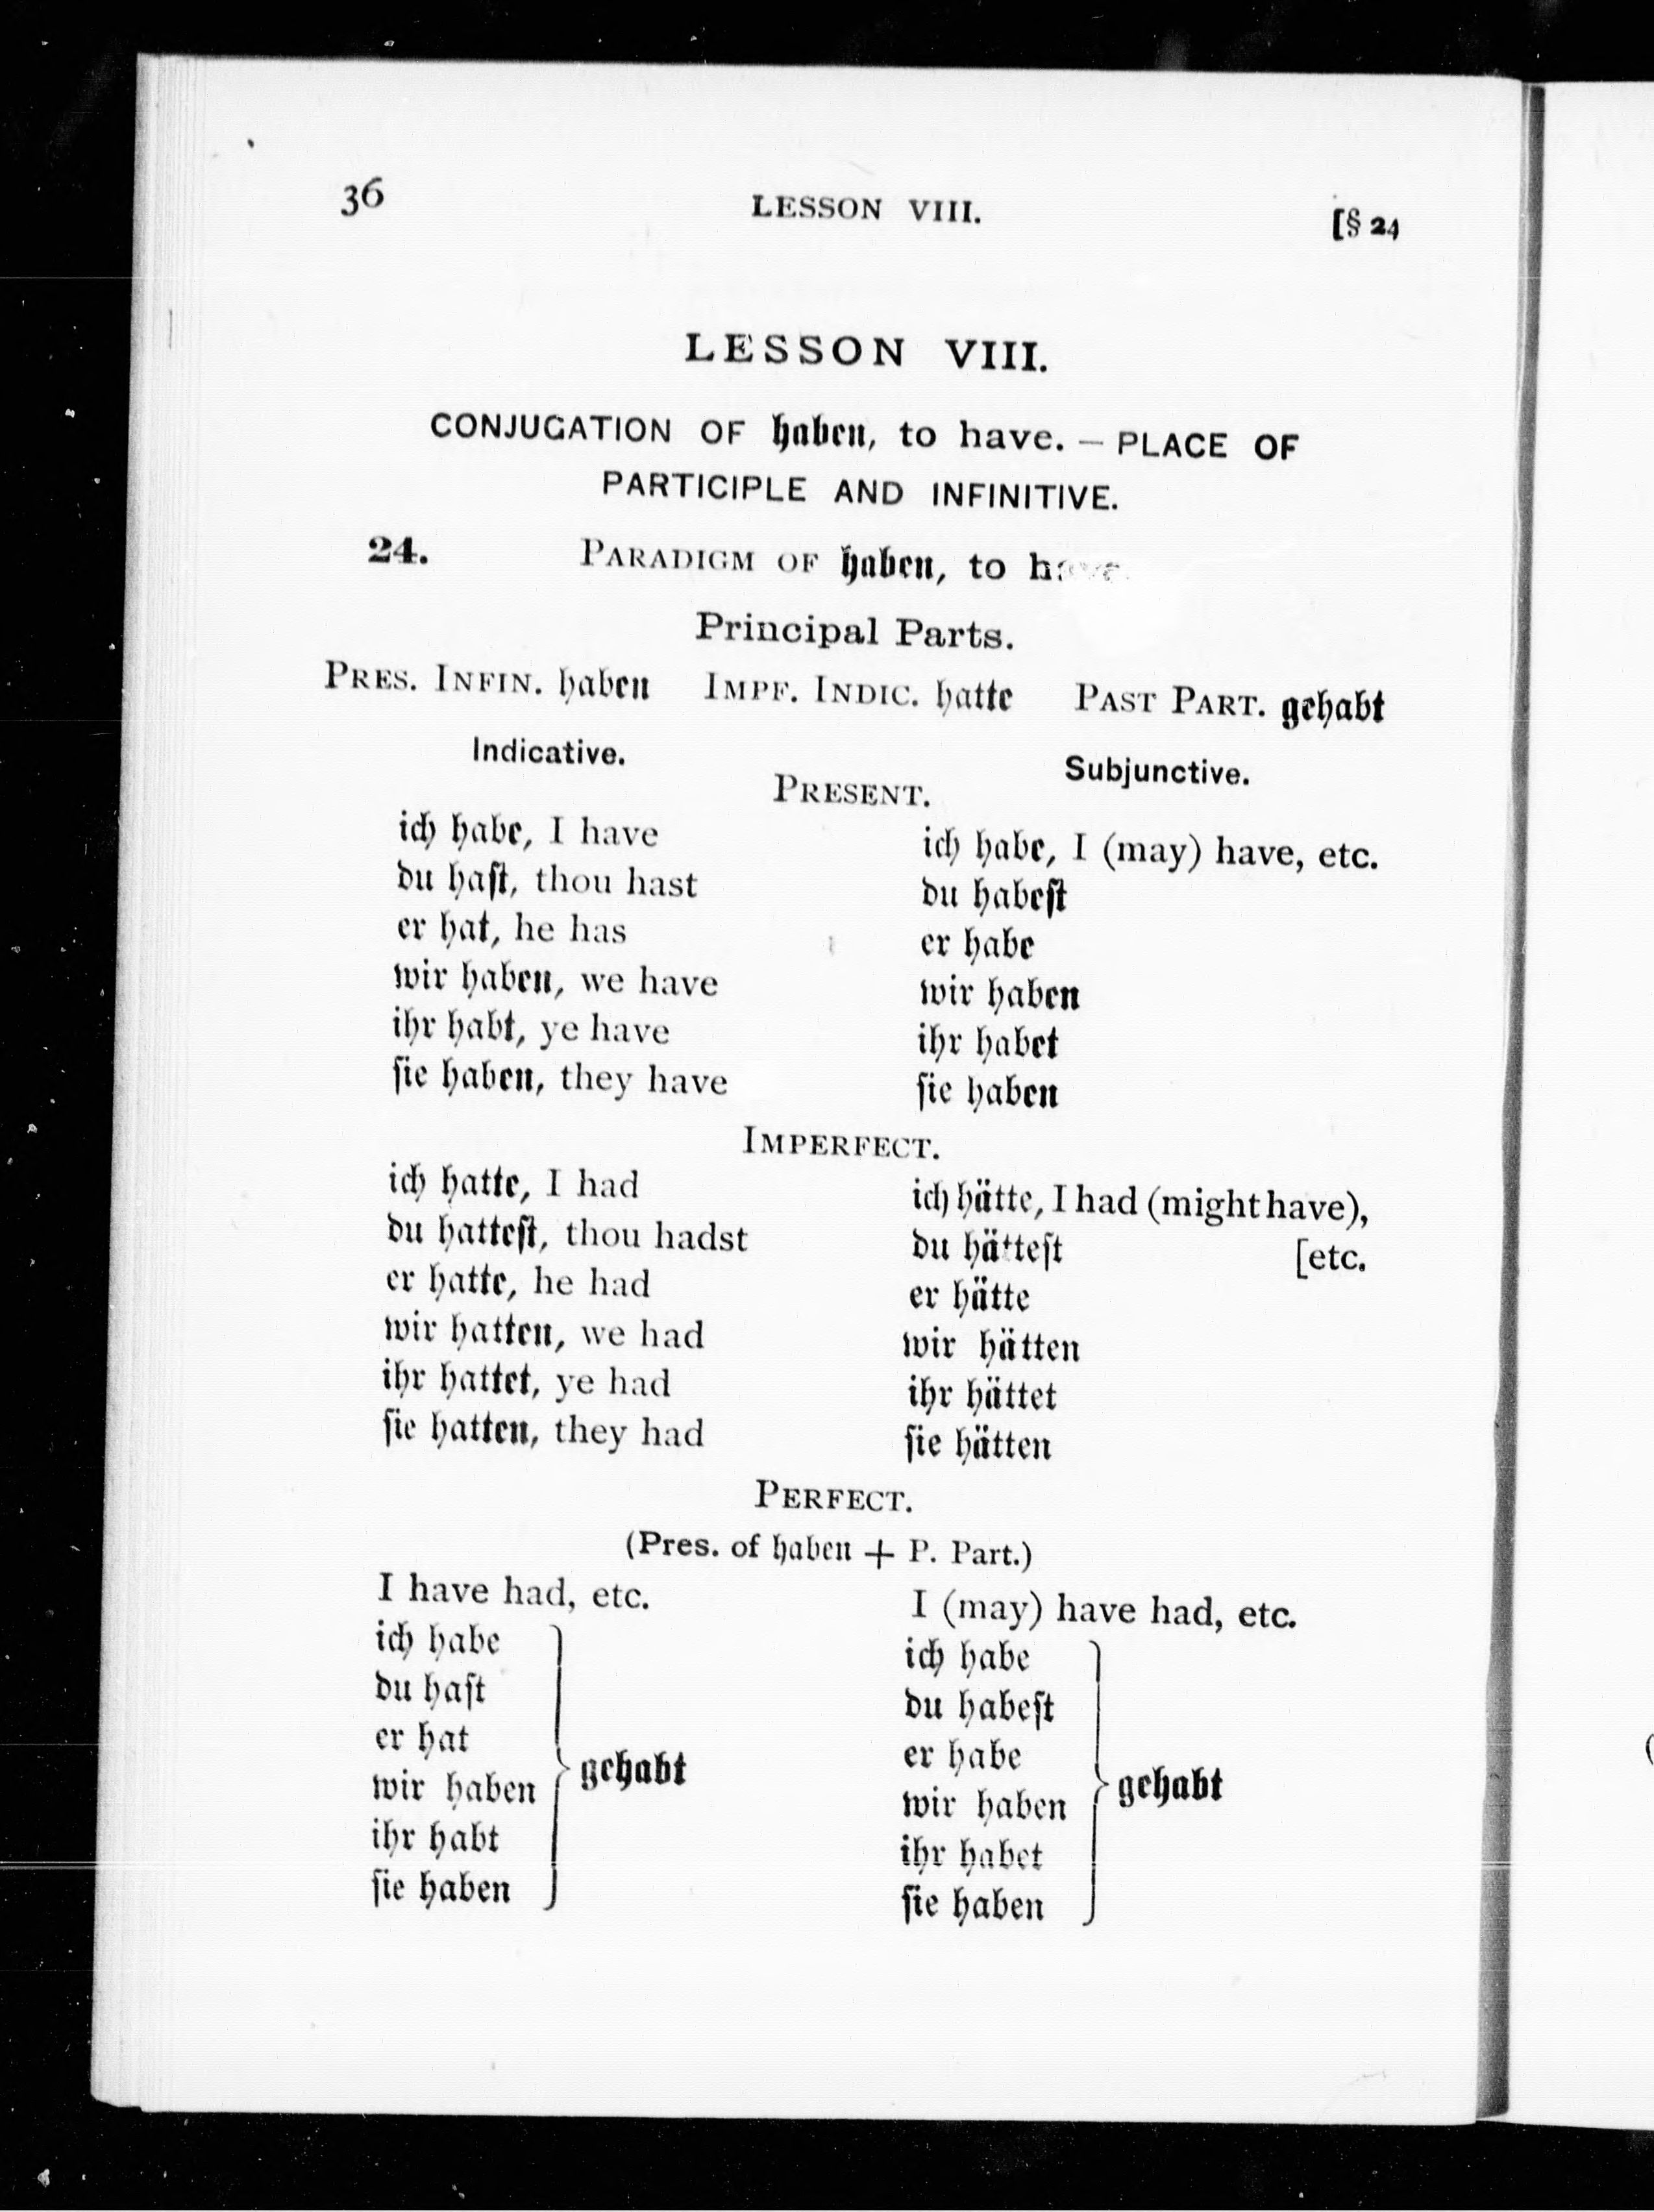 36 LESSON VIII. [§ 24
LESSON VIII.
CONJUGATION OF haben, to have. — PLACE OF
PARTICIPLE AND INFINITIVE.
24. PARADIGM OF haben, to have.
Principal Parts.
PRES. INFIN. haben IMPF. INDIC. hatte PAST PART. gehabt
Indicative. Subjunctive.
PRESENT.
ich habe, I have ich habe, I (may) have, etc.
du haſt, thou hast du habeſt
er hat, he has er habe
wir haben, we have wir haben
ihr habt, ye have ihr habet
ſie haben, they have ſie haben
IMPERFECT.
ich hatte, I had ich hätte, I had (might have),
du hatteſt, thou hadst du hätteſt [etc.
er hatte, he had er hätte
wir hatten, we had wir hätten
ihr hattet, ye had ihr hättet
ſie hatten, they had ſie hätten
PERFECT.
(Pres. of haben + P. Part.)
I have had, etc. I (may) have had, etc.
ich habe ich habe
du haſt du habeſt
er hat er habe
wir haben gehabt wir haben gehabt
ihr habt ihr habet
ſie haben ſie haben